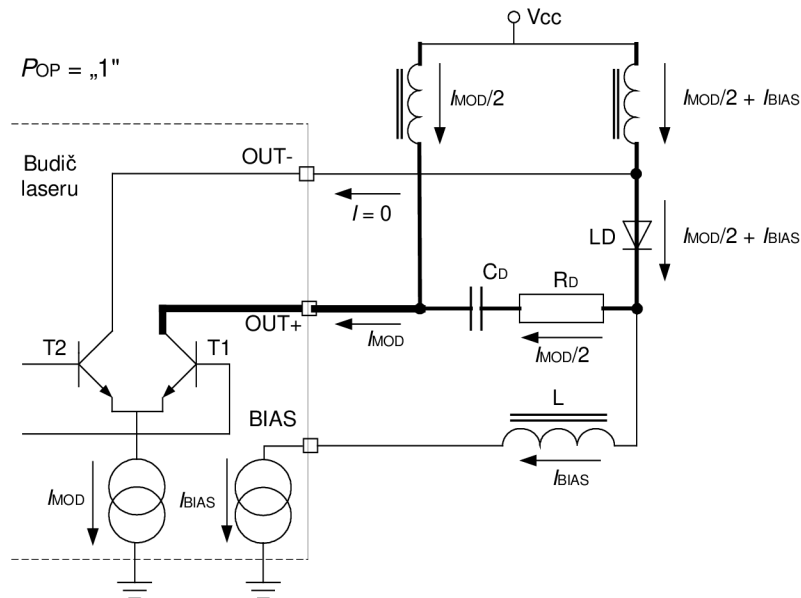 Vcc
POP = „1"
IMOD/2
IMOD/2 + IBIAS
Budič
laseru
OUT-
I = 0
LD
IMOD/2 + IBIAS
CD
RD
OUT+
IMOD
IMOD/2
T2
T1
BIAS
L
IBIAS
IMOD
IBIAS